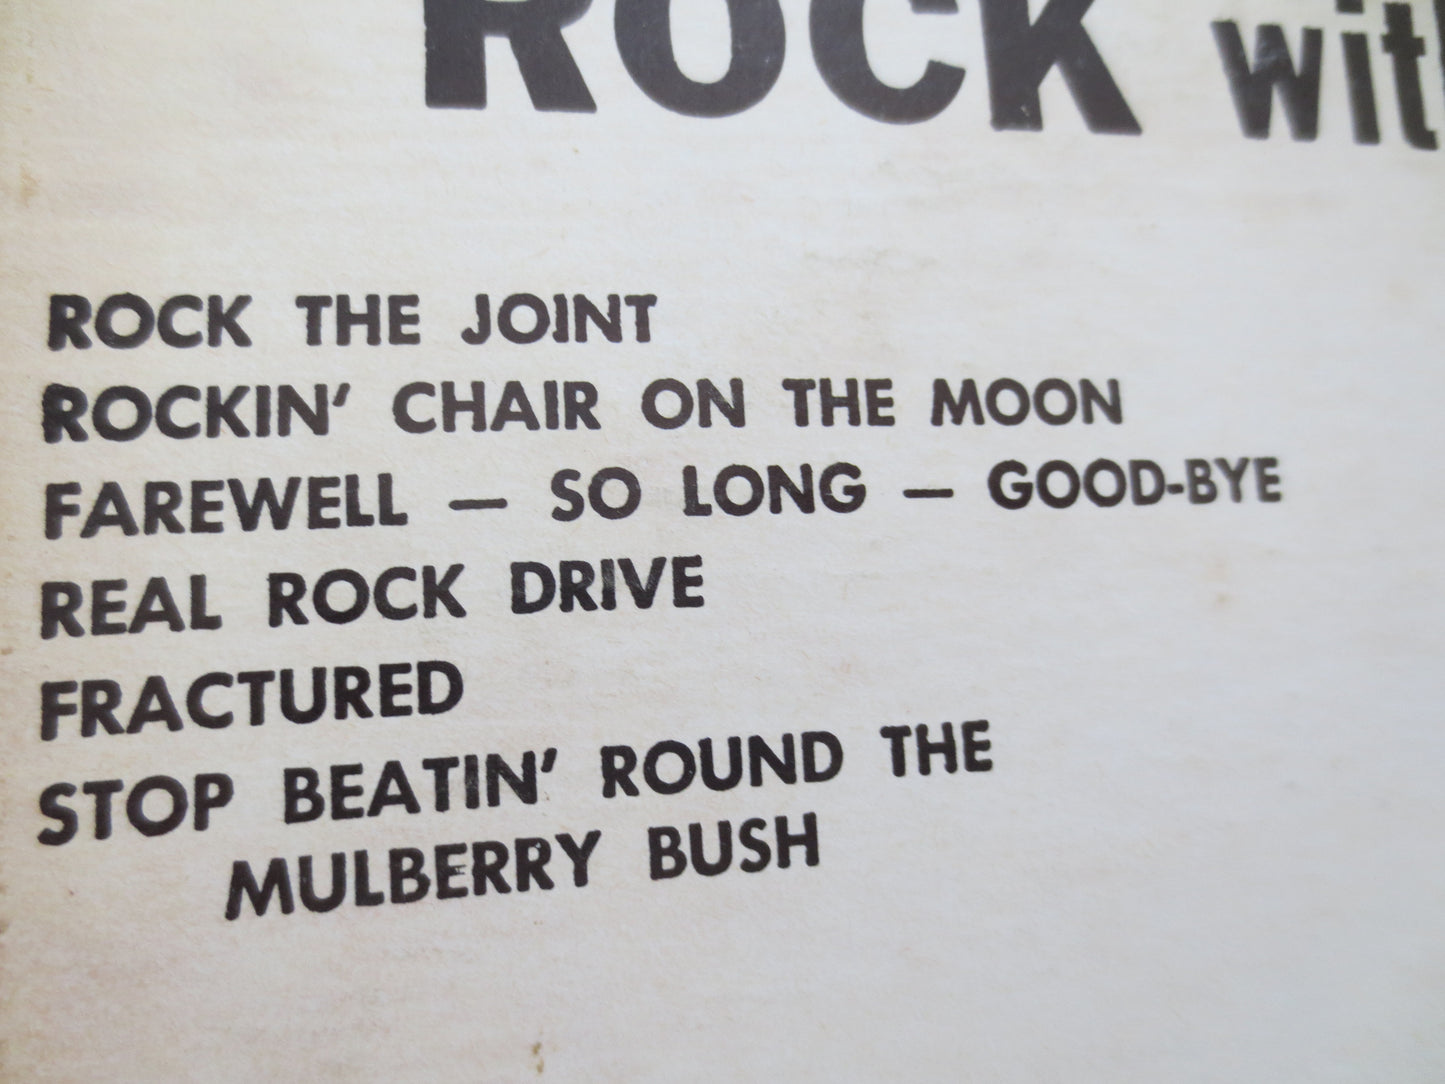 ROCK with
ROCK THE JOINT
ROCKIN' CHAIR ON THE MOON
FAREWELL — SO LONG — GOOD-BYE
REAL ROCK DRIVE
FRACTURED
STOP BEATIN' ROUND THE
MULBERRY BUSH